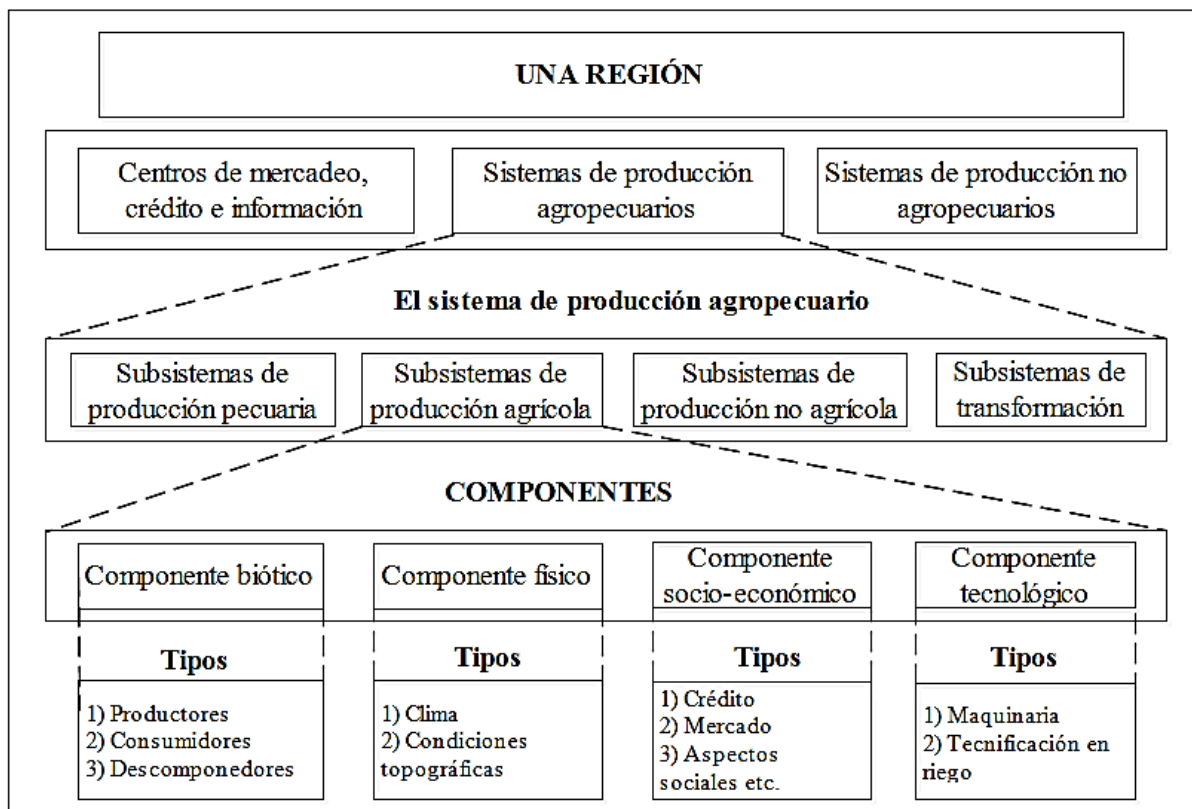 UNA REGIÓN
Centros de mercadeo,
crédito e información
Sistemas de producción
agropecuarios
Sistemas de producción no
agropecuarios
El sistema de producción agropecuario
Subsistemas de
producción pecuaria
Subsistemas de
producción agrícola
Subsistemas de
producción no agrícola
Subsistemas de
transformación
COMPONENTES
Componente biótico
Componente físico
Componente
socio-económico
Componente
tecnológico
Tipos
1) Productores
2) Consumidores
3) Descomponedores
Tipos
1) Clima
2) Condiciones
topográficas
Tipos
1) Crédito
2) Mercado
3) Aspectos
sociales etc.
Tipos
1) Maquinaria
2) Tecnificación en
riego